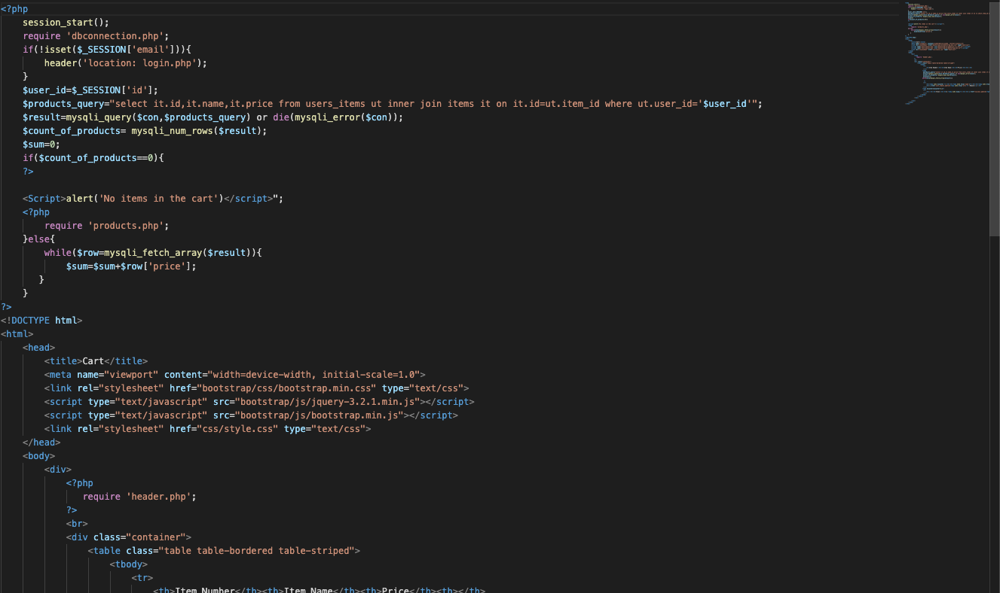 <?php
session_start();
require 'dbconnection.php';
if(!isset($_SESSION['email'])){
header('location: login.php');
}
$user_id=$_SESSION['id'];
$products_query="select it.id,it.name,it.price from users_items ut inner join items it on it.id=ut.item_id where ut.user_id='$user_id'";
$result=mysqli_query($con,$products_query) or die(mysqli_error($con));
$count_of_products= mysqli_num_rows($result);
$sum=0;
if($count_of_products==0){
?>
<Script>alert('No items in the cart')</script>";
<?php
require 'products.php';
}else{
while($row=mysqli_fetch_array($result)){
$sum=$sum+$row['price'];
}
}
?>
<!DOCTYPE html>
<html>
<head>
<title>Cart</title>
<meta name="viewport" content="width=device-width, initial-scale=1.0">
<link rel="stylesheet" href="bootstrap/css/bootstrap.min.css" type="text/css">
<script type="text/javascript" src="bootstrap/js/jquery-3.2.1.min.js"></script>
<script type="text/javascript" src="bootstrap/js/bootstrap.min.js"></script>
<link rel="stylesheet" href="css/style.css" type="text/css">
</head>
<body>
<div>
<?php
require 'header.php';
?>
<br>
<div class="container">
<table class="table table-bordered table-striped">
<tbody>
<tr>
<th>Item Number</th><th>Item Name</th><th>Price</th><th></th>